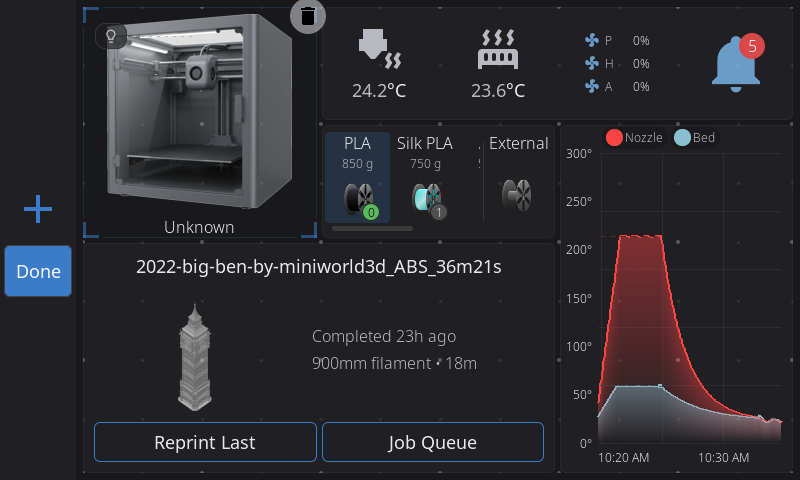 Done
Unknown
24.2°C
23.6°C
P 0%
H 0%
A 0%
5
PLA
850 g
0
Silk PLA
750 g
1
External
2022-big-ben-by-miniworld3d_ABS_36m21s
Completed 23h ago
900mm filament • 18m
Reprint Last
Job Queue
Nozzle
Bed
300°
250°
200°
150°
100°
50°
0°
10:20 AM
10:30 AM